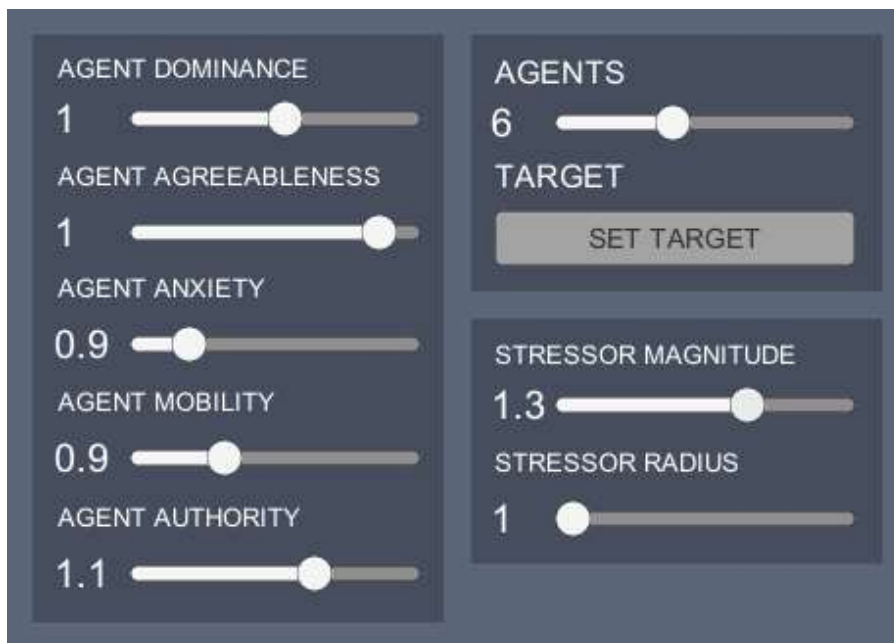 AGENT DOMINANCE
1
AGENT AGREEABLENESS
1
AGENT ANXIETY
0.9
AGENT MOBILITY
0.9
AGENT AUTHORITY
1.1
AGENTS
6
TARGET
SET TARGET
STRESSOR MAGNITUDE
1.3
STRESSOR RADIUS
1